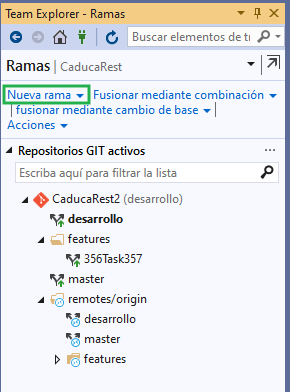 Team Explorer - Ramas
Buscar elementos de tr
Ramas | CaducaRest
Nueva rama Fusionar mediante combinación
| fusionar mediante cambio de base |
Acciones
Repositorios GIT activos
Escriba aquí para filtrar la lista
CaducaRest2 (desarrollo)
desarrollo
features
356Task357
master
remotes/origin
desarrollo
master
features